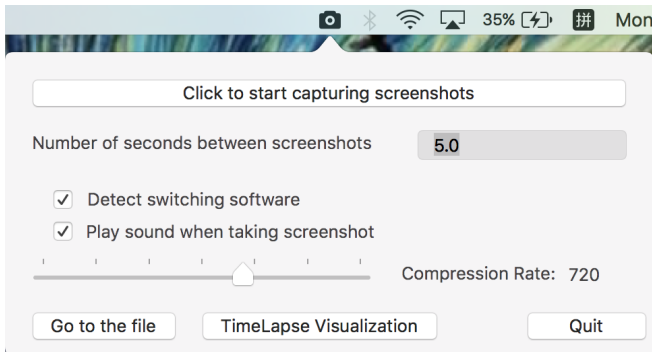 35% 拼 Mon
Click to start capturing screenshots
Number of seconds between screenshots 5.0
Detect switching software
Play sound when taking screenshot
Compression Rate: 720
Go to the file TimeLapse Visualization Quit